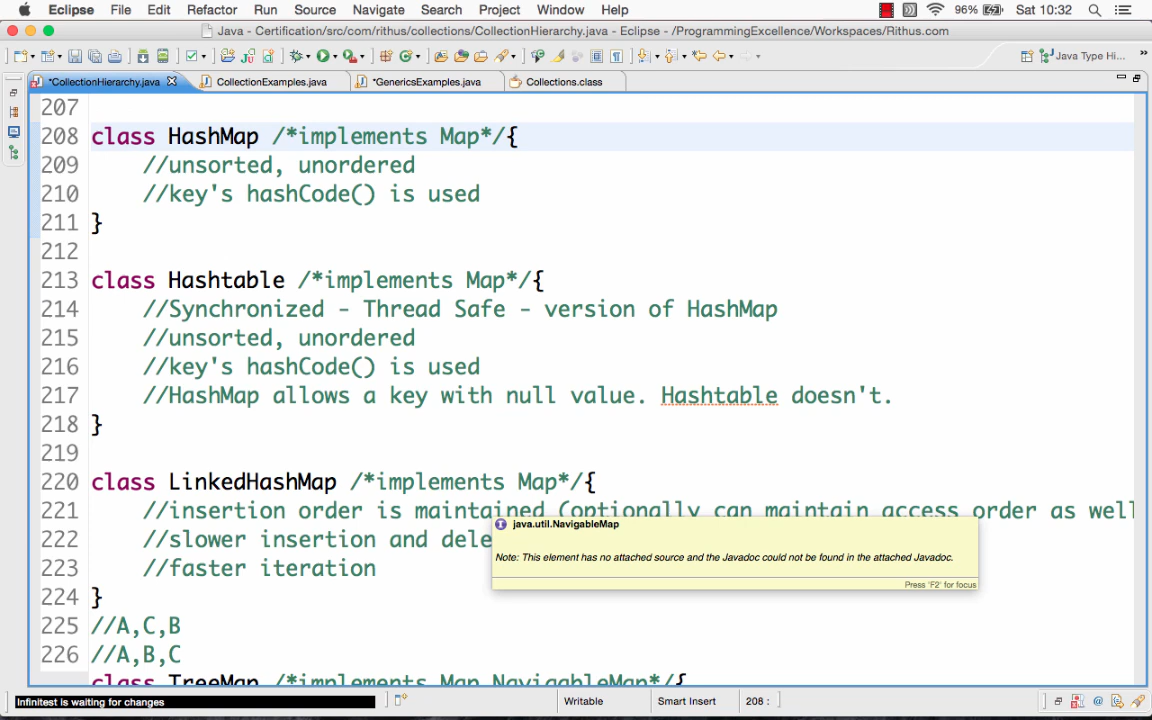 Eclipse File Edit Refactor Run Source Navigate Search Project Window Help 96% Sat 10:32
Java - Certification/src/com/rithus/collections/CollectionHierarchy.java - Eclipse - /ProgrammingExcellence/Workspaces/Rithus.com
Java Type Hi...
*CollectionHierarchy.java CollectionExamples.java *GenericsExamples.java Collections.class
207
208 class HashMap /*implements Map*/{
209 //unsorted, unordered
210 //key's hashCode() is used
211 }
212
213 class Hashtable /*implements Map*/{
214 //Synchronized - Thread Safe - version of HashMap
215 //unsorted, unordered
216 //key's hashCode() is used
217 //HashMap allows a key with null value. Hashtable doesn't.
218 }
219
220 class LinkedHashMap /*implements Map*/{
221 //insertion order is maintained (optionally can maintain access order as well
222 //slower insertion and dele
223 //faster iteration
224 }
225 //A,C,B
226 //A,B,C
class TreeMap /*implements Map,NavigableMap*/{
java.util.NavigableMap
Note: This element has no attached source and the Javadoc could not be found in the attached Javadoc.
Press 'F2' for focus
Infinitest is waiting for changes Writable Smart Insert 208 :